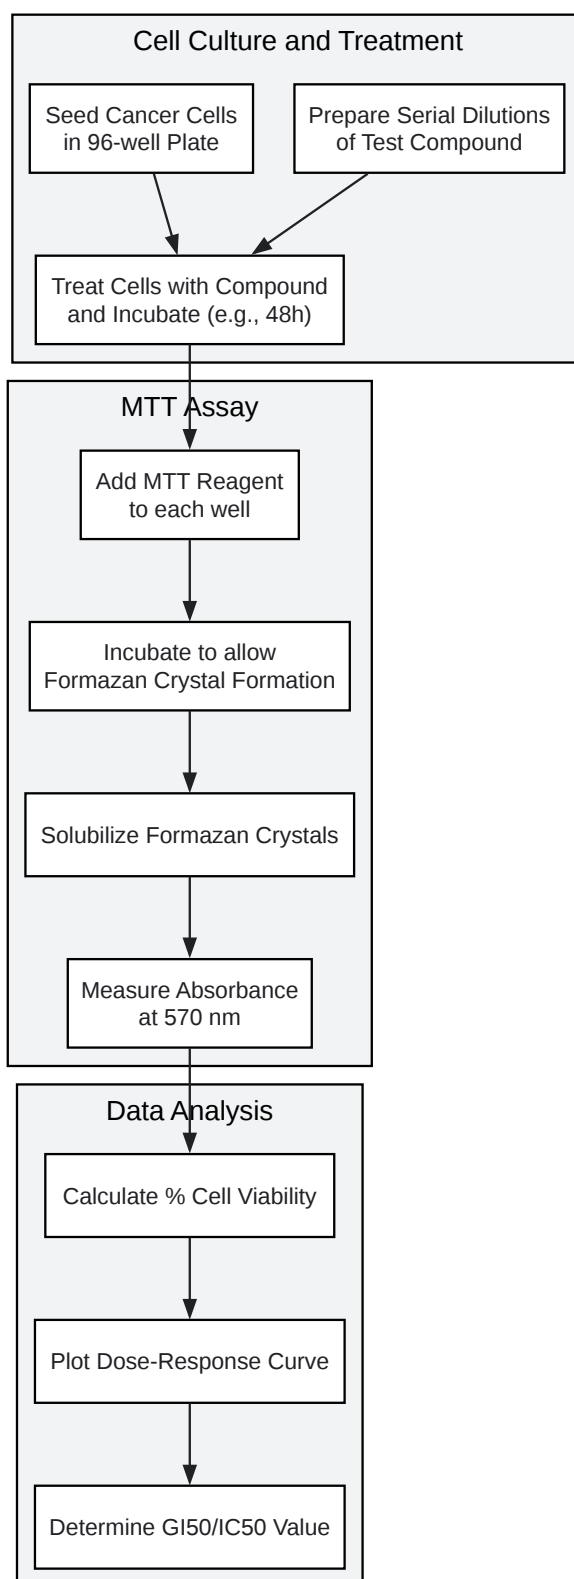 Cell Culture and Treatment
Seed Cancer Cells
in 96-well Plate
Prepare Serial Dilutions
of Test Compound
Treat Cells with Compound
and Incubate (e.g., 48h)
MTT Assay
Add MTT Reagent
to each well
Incubate to allow
Formazan Crystal Formation
Solubilize Formazan Crystals
Measure Absorbance
at 570 nm
Data Analysis
Calculate % Cell Viability
Plot Dose-Response Curve
Determine GI50/IC50 Value